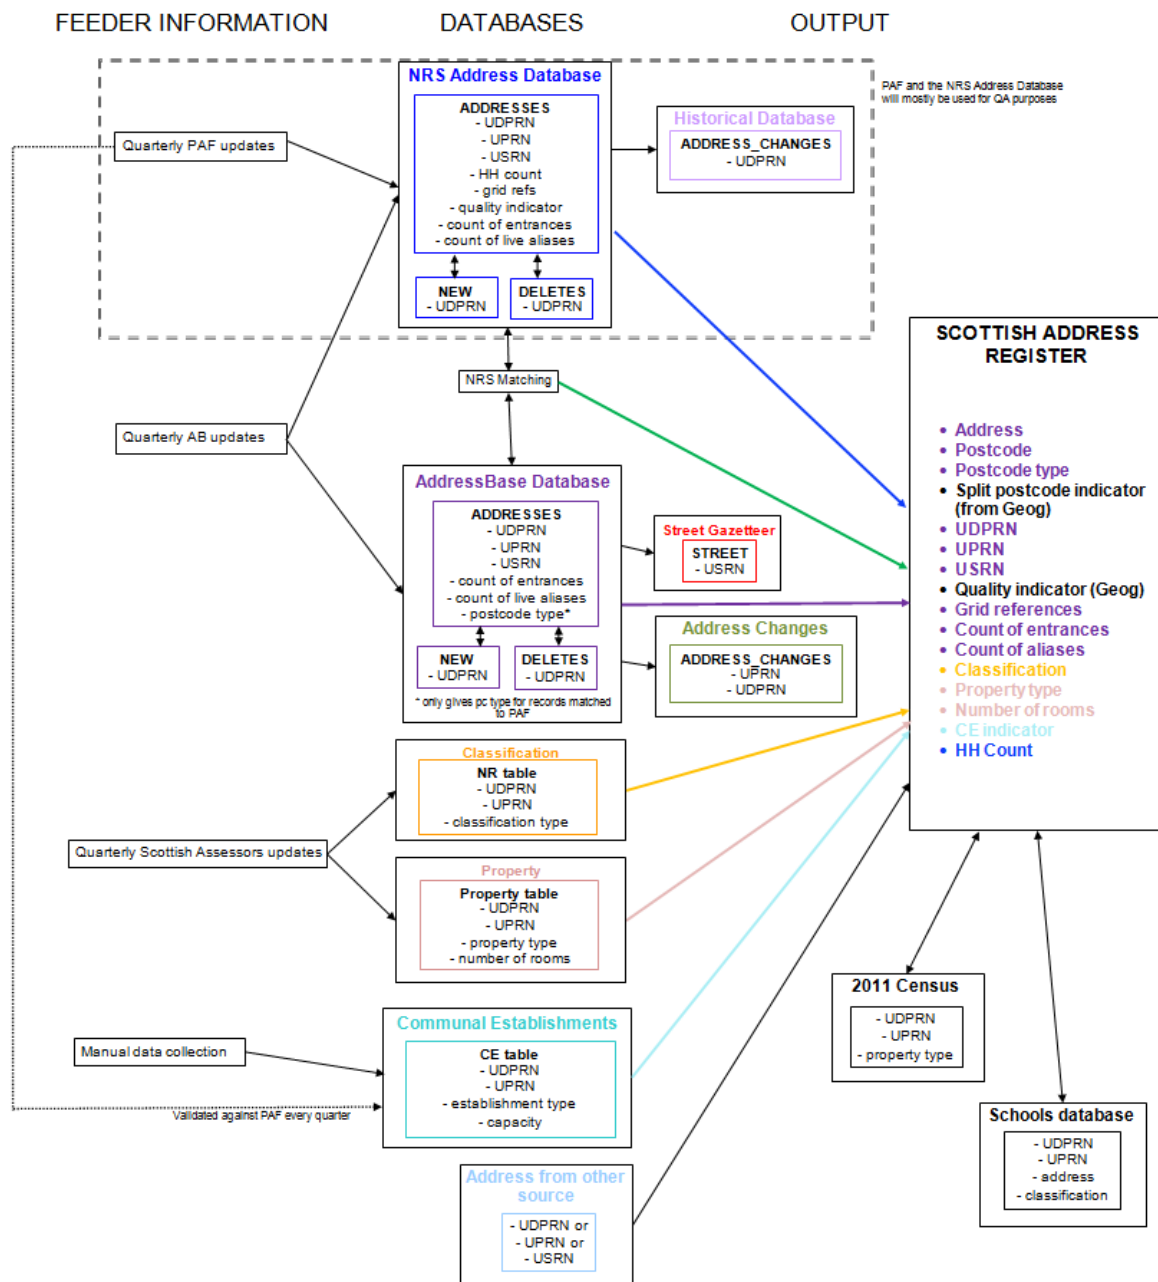 FEEDER INFORMATION
DATABASES
OUTPUT
NRS Address Database
ADDRESSES
- UDPRN
- UPRN
- USRN
- HH count
- grid refs
- quality indicator
- count of entrances
- count of live aliases
NEW
- UDPRN
DELETES
- UDPRN
Historical Database
ADDRESS_CHANGES
- UDPRN
PAF and the NRS Address Database
will mostly be used for QA purposes
Quarterly PAF updates
NRS Matching
Quarterly AB updates
AddressBase Database
ADDRESSES
- UDPRN
- UPRN
- USRN
- count of entrances
- count of live aliases
- postcode type*
NEW
- UDPRN
DELETES
- UDPRN
* only gives pc type for records matched
to PAF
Street Gazetteer
STREET
- USRN
Address Changes
ADDRESS_CHANGES
- UPRN
- UDPRN
SCOTTISH ADDRESS
REGISTER
• Address
• Postcode
• Postcode type
• Split postcode indicator
(from Geog)
• UDPRN
• UPRN
• USRN
• Quality indicator (Geog)
• Grid references
• Count of entrances
• Count of aliases
• Classification
• Property type
• Number of rooms
• CE indicator
• HH Count
Classification
NR table
- UDPRN
- UPRN
- classification type
Quarterly Scottish Assessors updates
Property
Property table
- UDPRN
- UPRN
- property type
- number of rooms
Manual data collection
Communal Establishments
CE table
- UDPRN
- UPRN
- establishment type
- capacity
Validated against PAF every quarter
2011 Census
- UDPRN
- UPRN
- property type
Schools database
- UDPRN
- UPRN
- address
- classification
Address from other
source
- UDPRN or
- UPRN or
- USRN